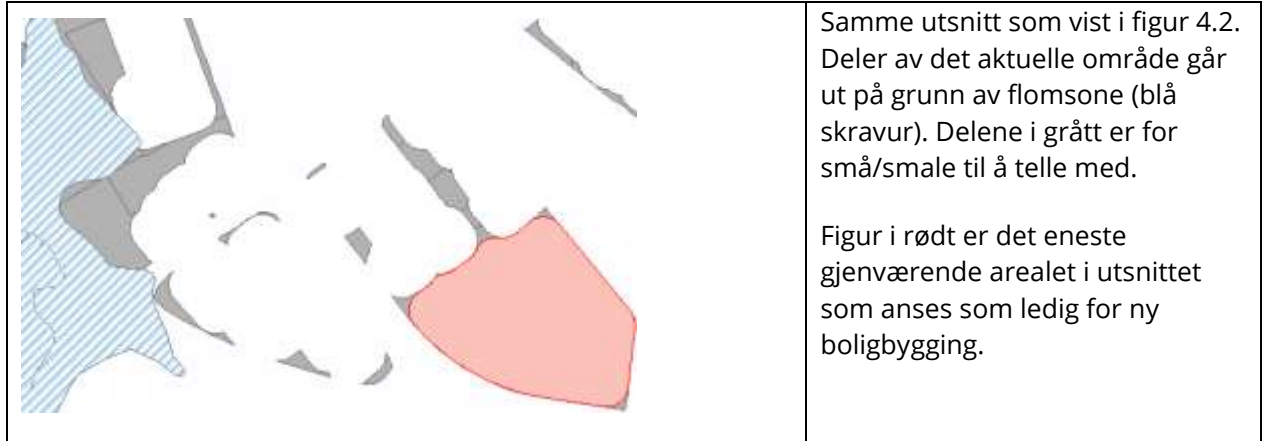 Samme utsnitt som vist i figur 4.2.
Deler av det aktuelle område går
ut på grunn av flomsone (blå
skravur). Delene i grått er for
små/smale til å telle med.
Figur i rødt er det eneste
gjenværende arealet i utsnittet
som anses som ledig for ny
boligbygging.